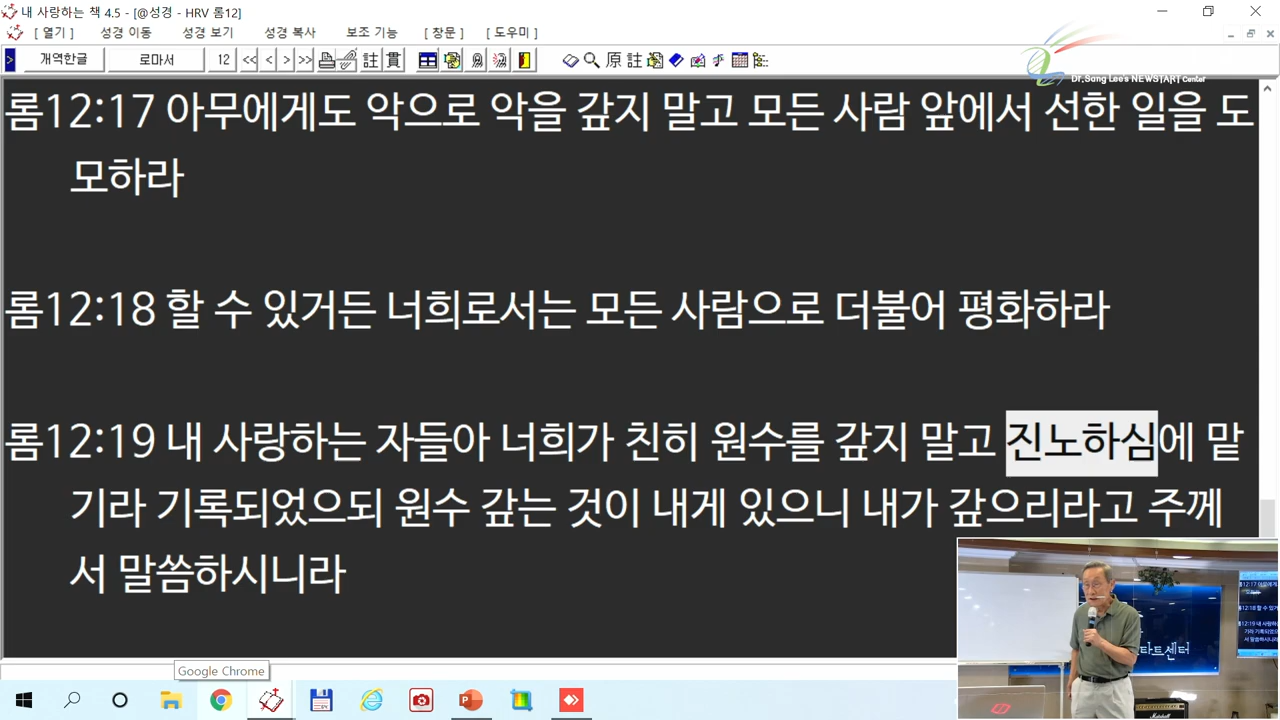 내 사랑하는 책 4.5 - [@성경 - HRV 롬12]
[ 열기 ] 성경 이동 성경 보기 성경 복사 보조 기능 [ 창문 ] [ 도우미 ]
개역한글 로마서 12 << < > >> 註 貫 原 註
Dr.Sang Lee's NEWSTART Center
롬12:17 아무에게도 악으로 악을 갚지 말고 모든 사람 앞에서 선한 일을 도
모하라
롬12:18 할 수 있거든 너희로서는 모든 사람으로 더불어 평화하라
롬12:19 내 사랑하는 자들아 너희가 친히 원수를 갚지 말고 진노하심에 맡
기라 기록되었으되 원수 갚는 것이 내게 있으니 내가 갚으리라고 주께
서 말씀하시니라
Google Chrome
타트센터
Marshall